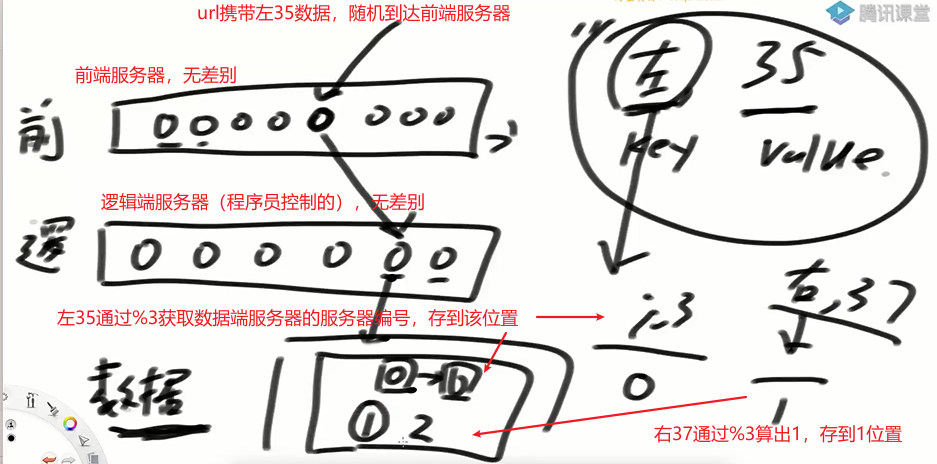 url携带左35数据，随机到达前端服务器
腾讯课堂
前端服务器，无差别
左 35
key value
前
逻辑端服务器（程序员控制的），无差别
逻
左35通过%3获取数据端服务器的服务器编号，存到该位置
右,37
0
1
数据
0→0
1 2
右37通过%3算出1，存到1位置